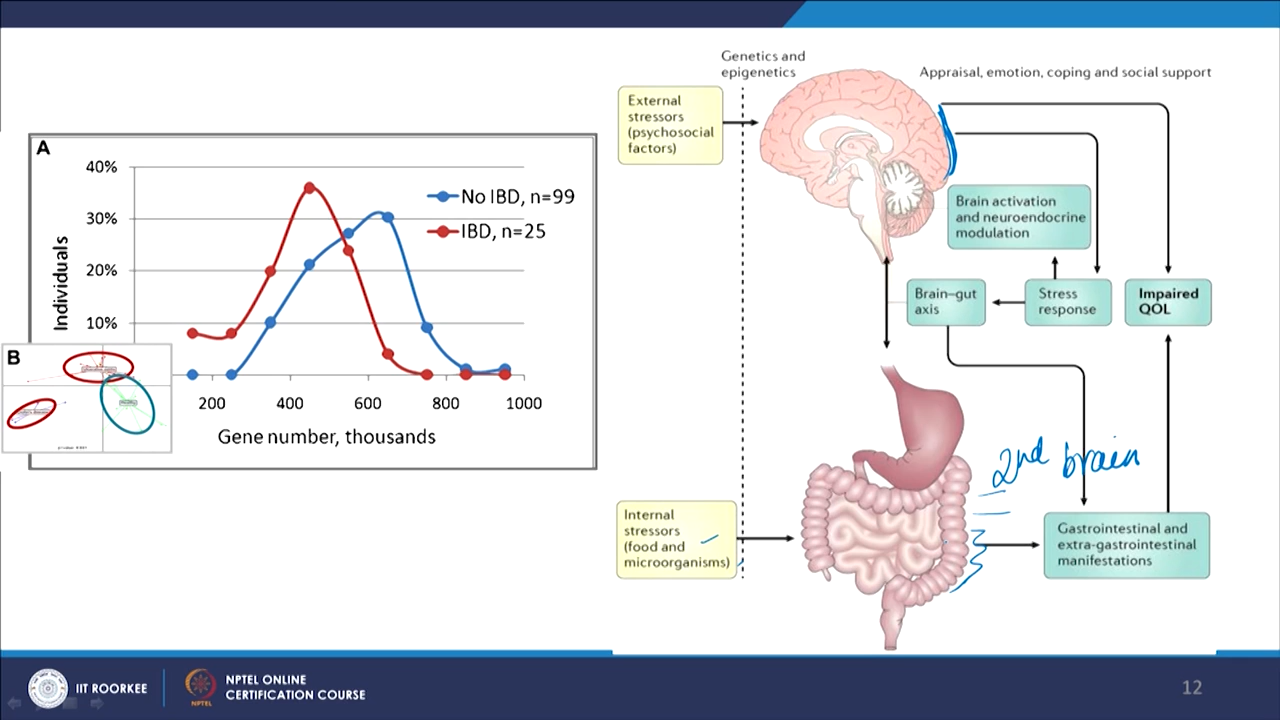 A
40%
30%
20%
10%
Individuals
No IBD, n=99
IBD, n=25
200
400
600
800
1000
Gene number, thousands
B
Genetics and
epigenetics
Appraisal, emotion, coping and social support
External
stressors
(psychosocial
factors)
Brain activation
and neuroendocrine
modulation
Brain–gut
axis
Stress
response
Impaired
QOL
2nd brain
Internal
stressors
(food and
microorganisms)
Gastrointestinal and
extra-gastrointestinal
manifestations
IIT ROORKEE
NPTEL ONLINE
CERTIFICATION COURSE
NPTEL
12